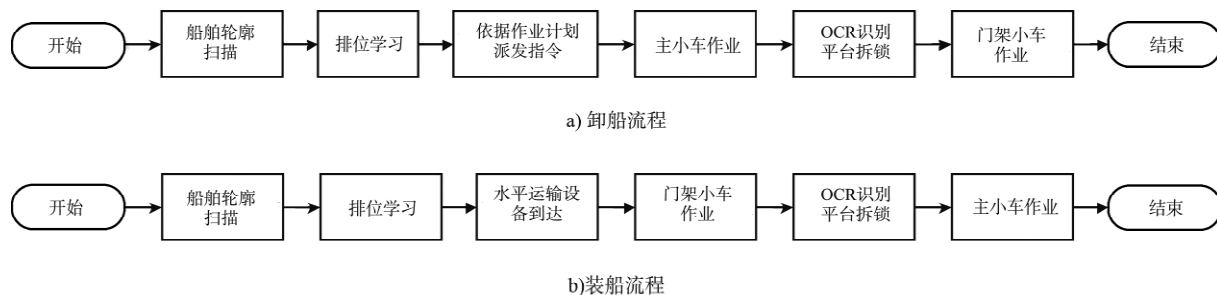 开始
船舶轮廓
扫描
排位学习
依据作业计划
派发指令
主小车作业
OCR识别
平台拆锁
门架小车
作业
结束
a) 卸船流程
开始
船舶轮廓
扫描
排位学习
水平运输设
备到达
门架小车
作业
OCR识别
平台拆锁
主小车作业
结束
b)装船流程